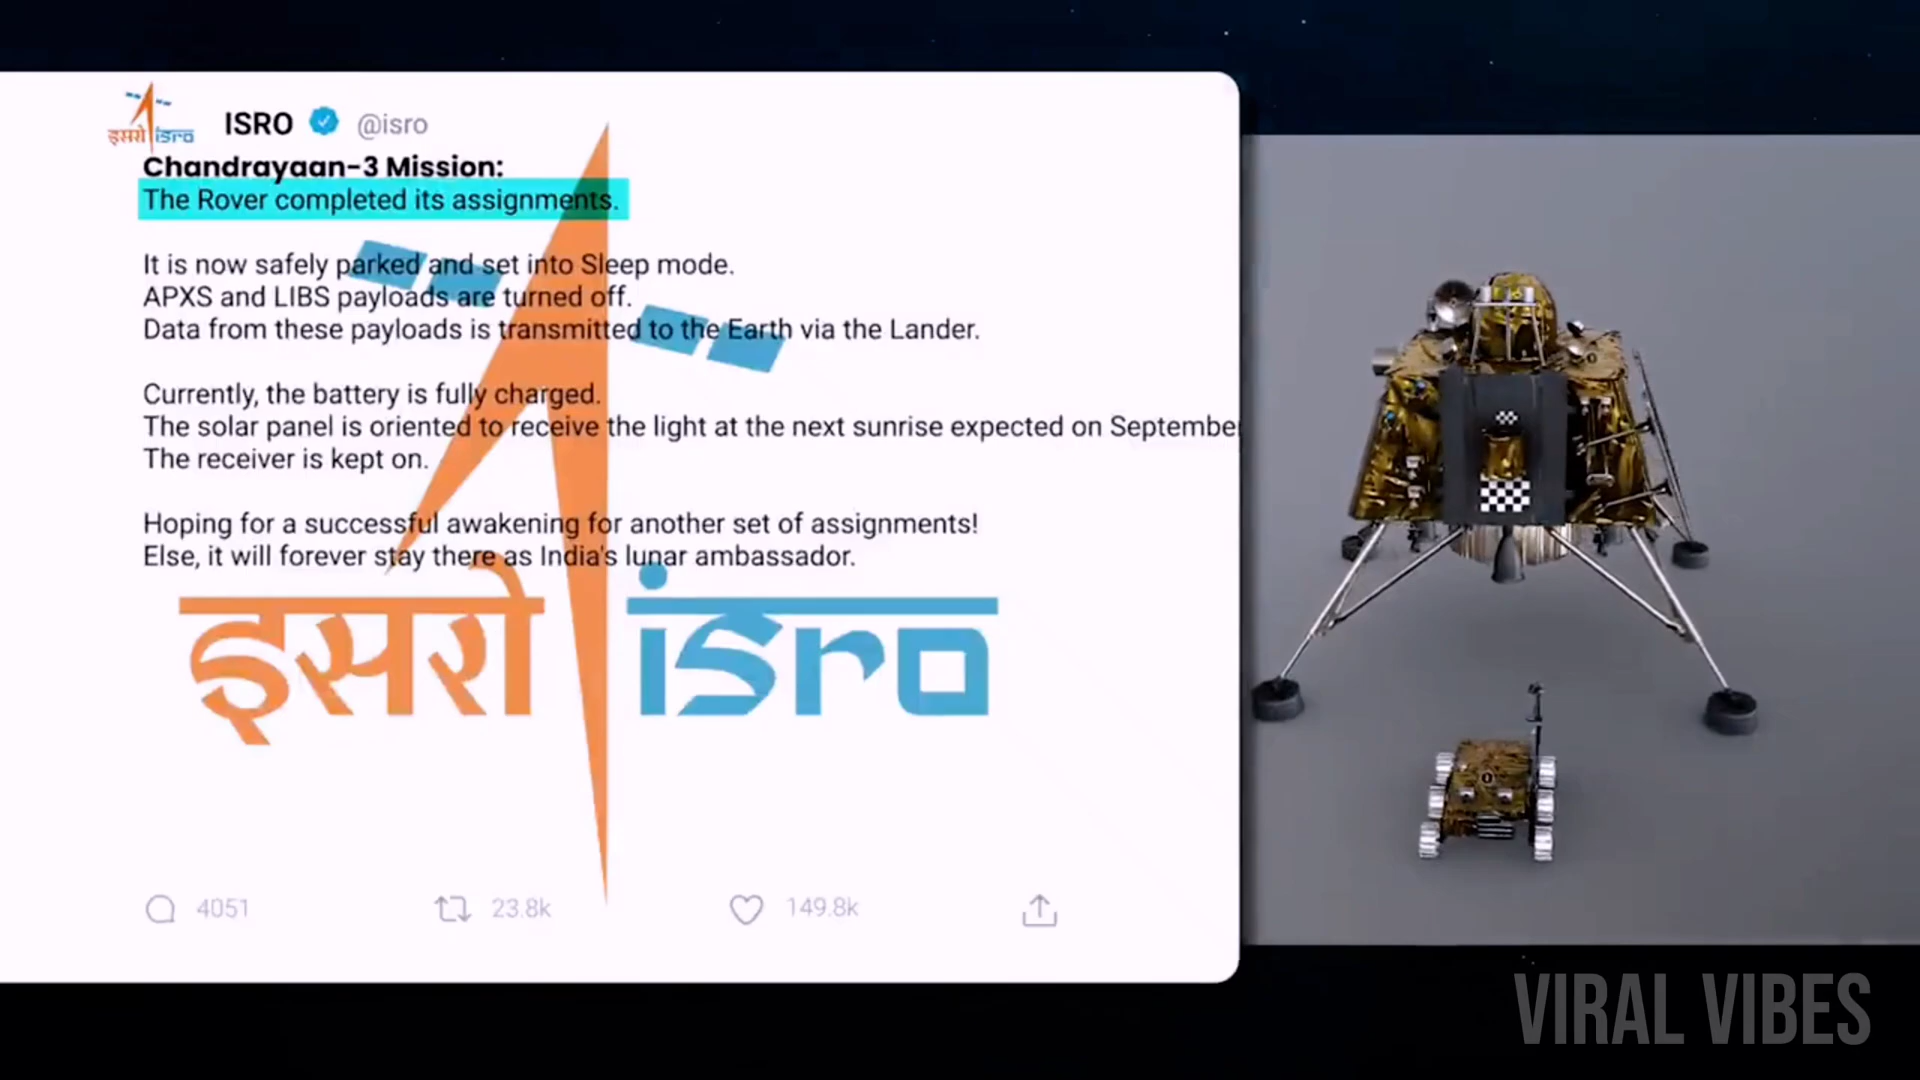 इसरो isro
ISRO @isro
Chandrayaan-3 Mission:
The Rover completed its assignments.
It is now safely parked and set into Sleep mode.
APXS and LIBS payloads are turned off.
Data from these payloads is transmitted to the Earth via the Lander.
Currently, the battery is fully charged.
The solar panel is oriented to receive the light at the next sunrise expected on September
The receiver is kept on.
Hoping for a successful awakening for another set of assignments!
Else, it will forever stay there as India's lunar ambassador.
इसरो isro
4051 23.8k 149.8k
VIRAL VIBES